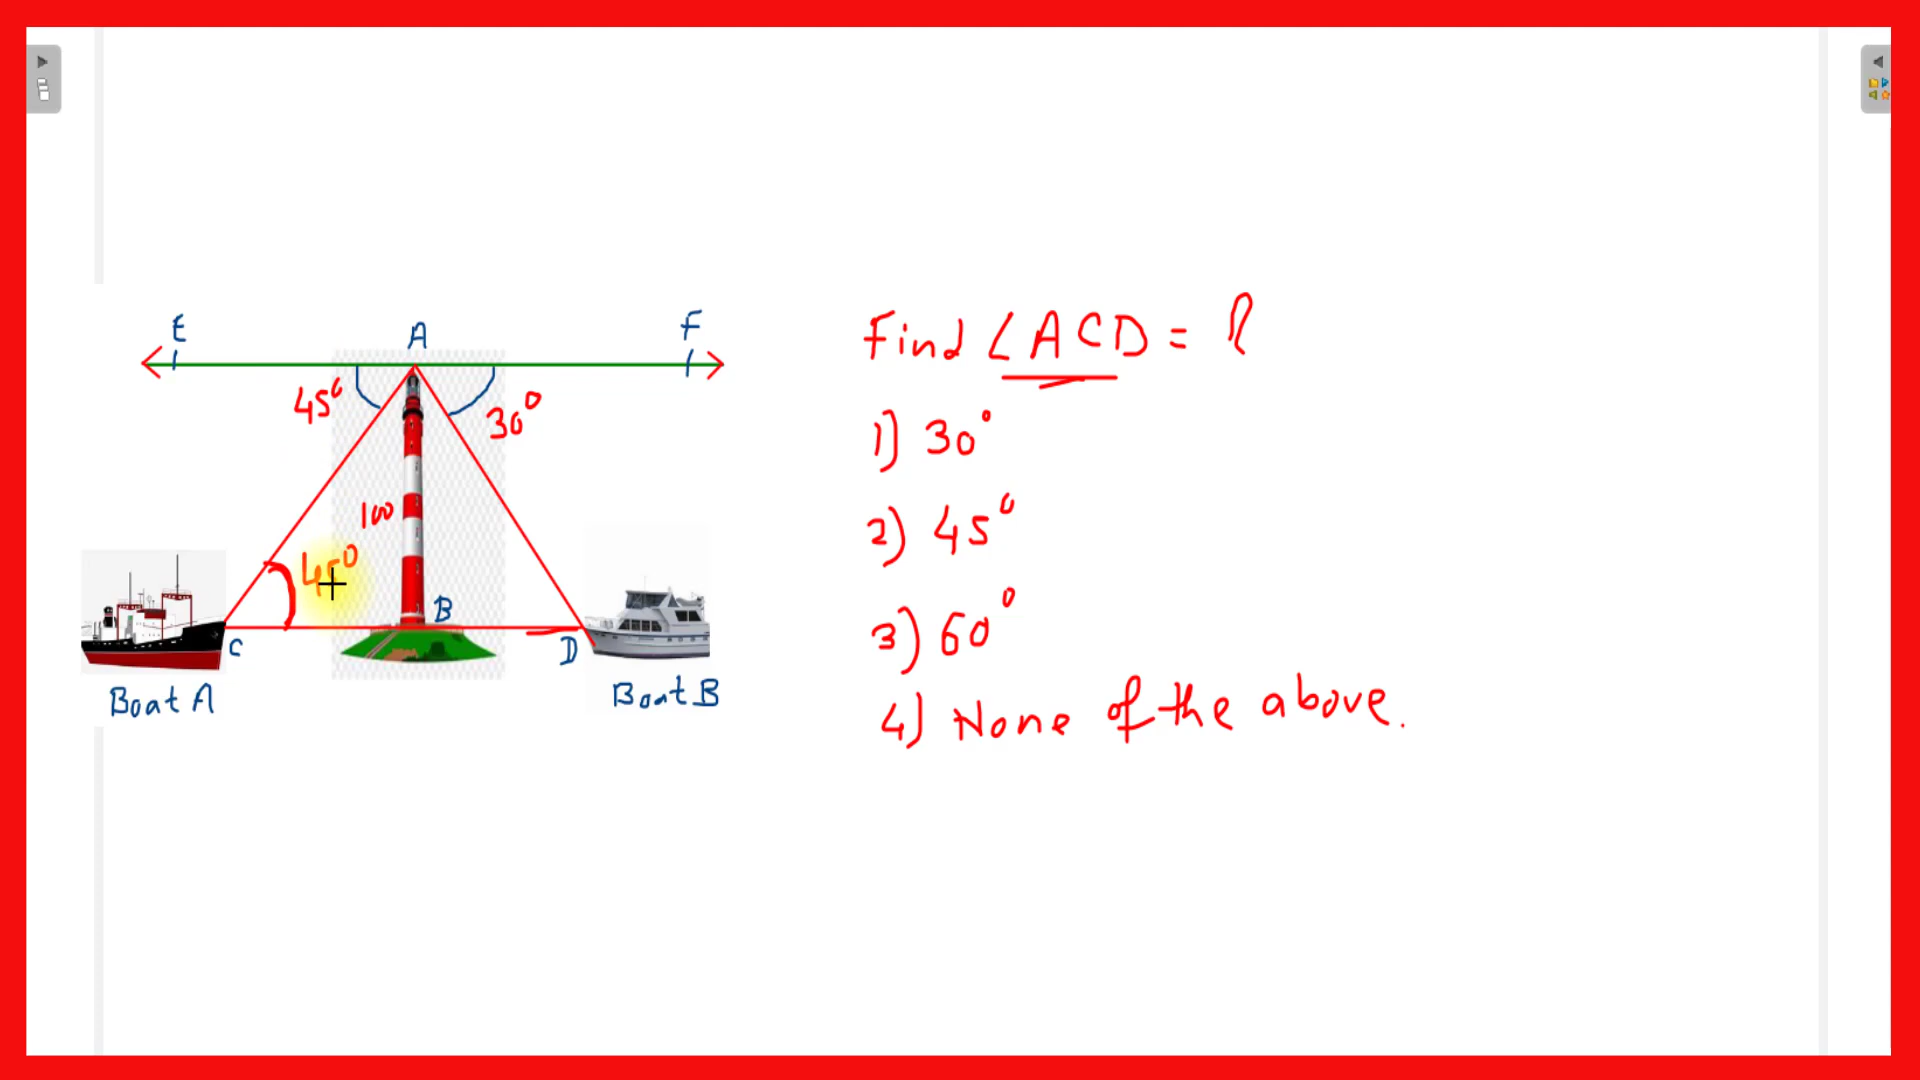 E A F
45° 30°
100
45°
B
C D
Boat A Boat B
Find ∠ACD = ?
1) 30°
2) 45°
3) 60°
4) None of the above.